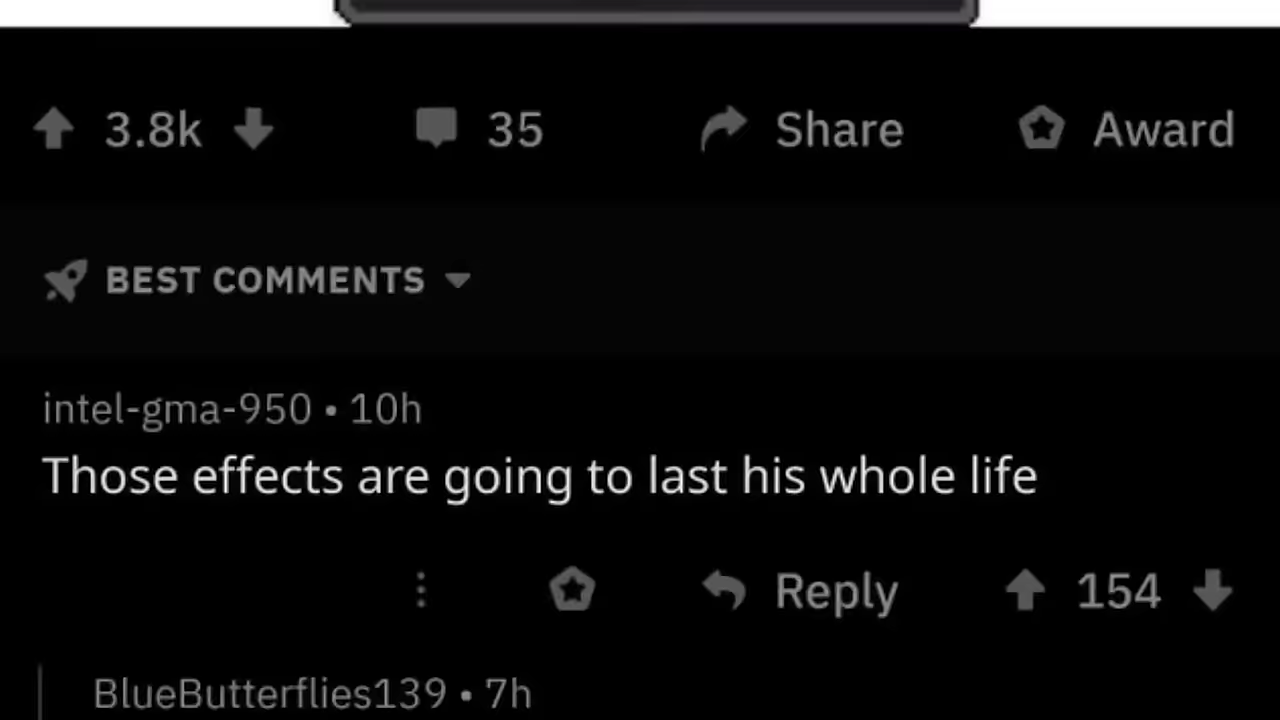 3.8k 35 Share Award
BEST COMMENTS
intel-gma-950 • 10h
Those effects are going to last his whole life
Reply 154
BlueButterflies139 • 7h